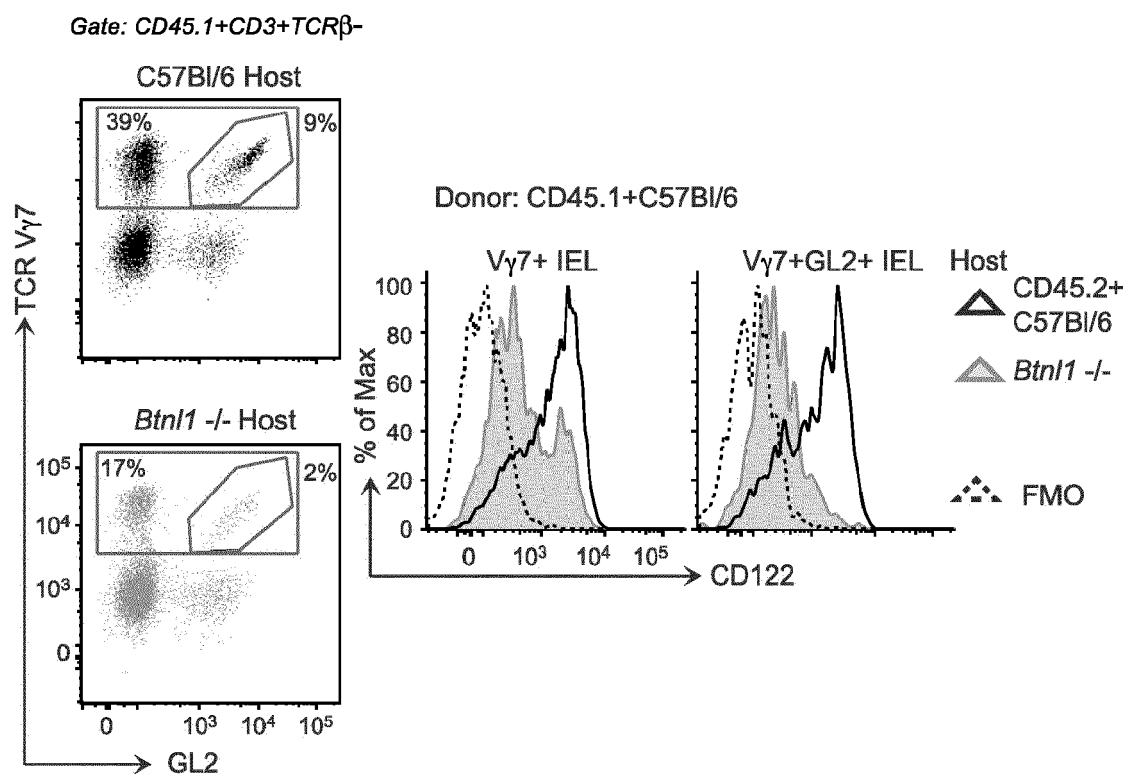 Gate: CD45.1+CD3+TCRβ-
C57Bl/6 Host
39%
9%
TCR Vγ7
Btnl1 -/- Host
17%
2%
10⁵
10⁴
10³
0
0 10³ 10⁴ 10⁵
GL2
Donor: CD45.1+C57Bl/6
Vγ7+ IEL
Vγ7+GL2+ IEL
% of Max
100
80
60
40
20
0
0 10³ 10⁴ 10⁵
CD122
Host
CD45.2+
C57Bl/6
Btnl1 -/-
FMO